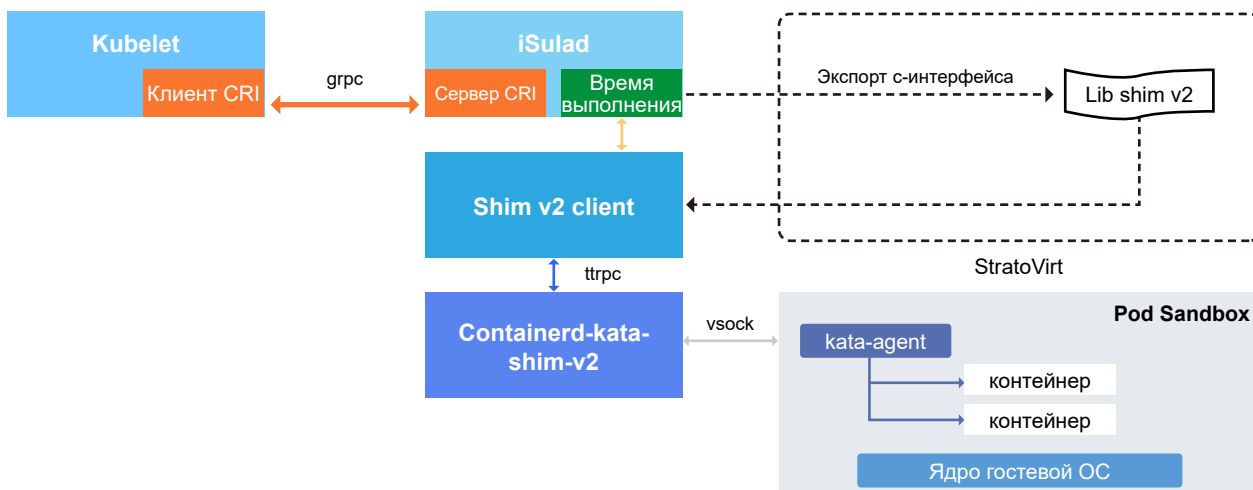 Kubelet
Клиент CRI
grpc
iSulad
Сервер CRI
Время
выполнения
Экспорт c-интерфейса
Lib shim v2
Shim v2 client
ttrpc
StratoVirt
Containerd-kata-
shim-v2
vsock
Pod Sandbox
kata-agent
контейнер
контейнер
Ядро гостевой ОС